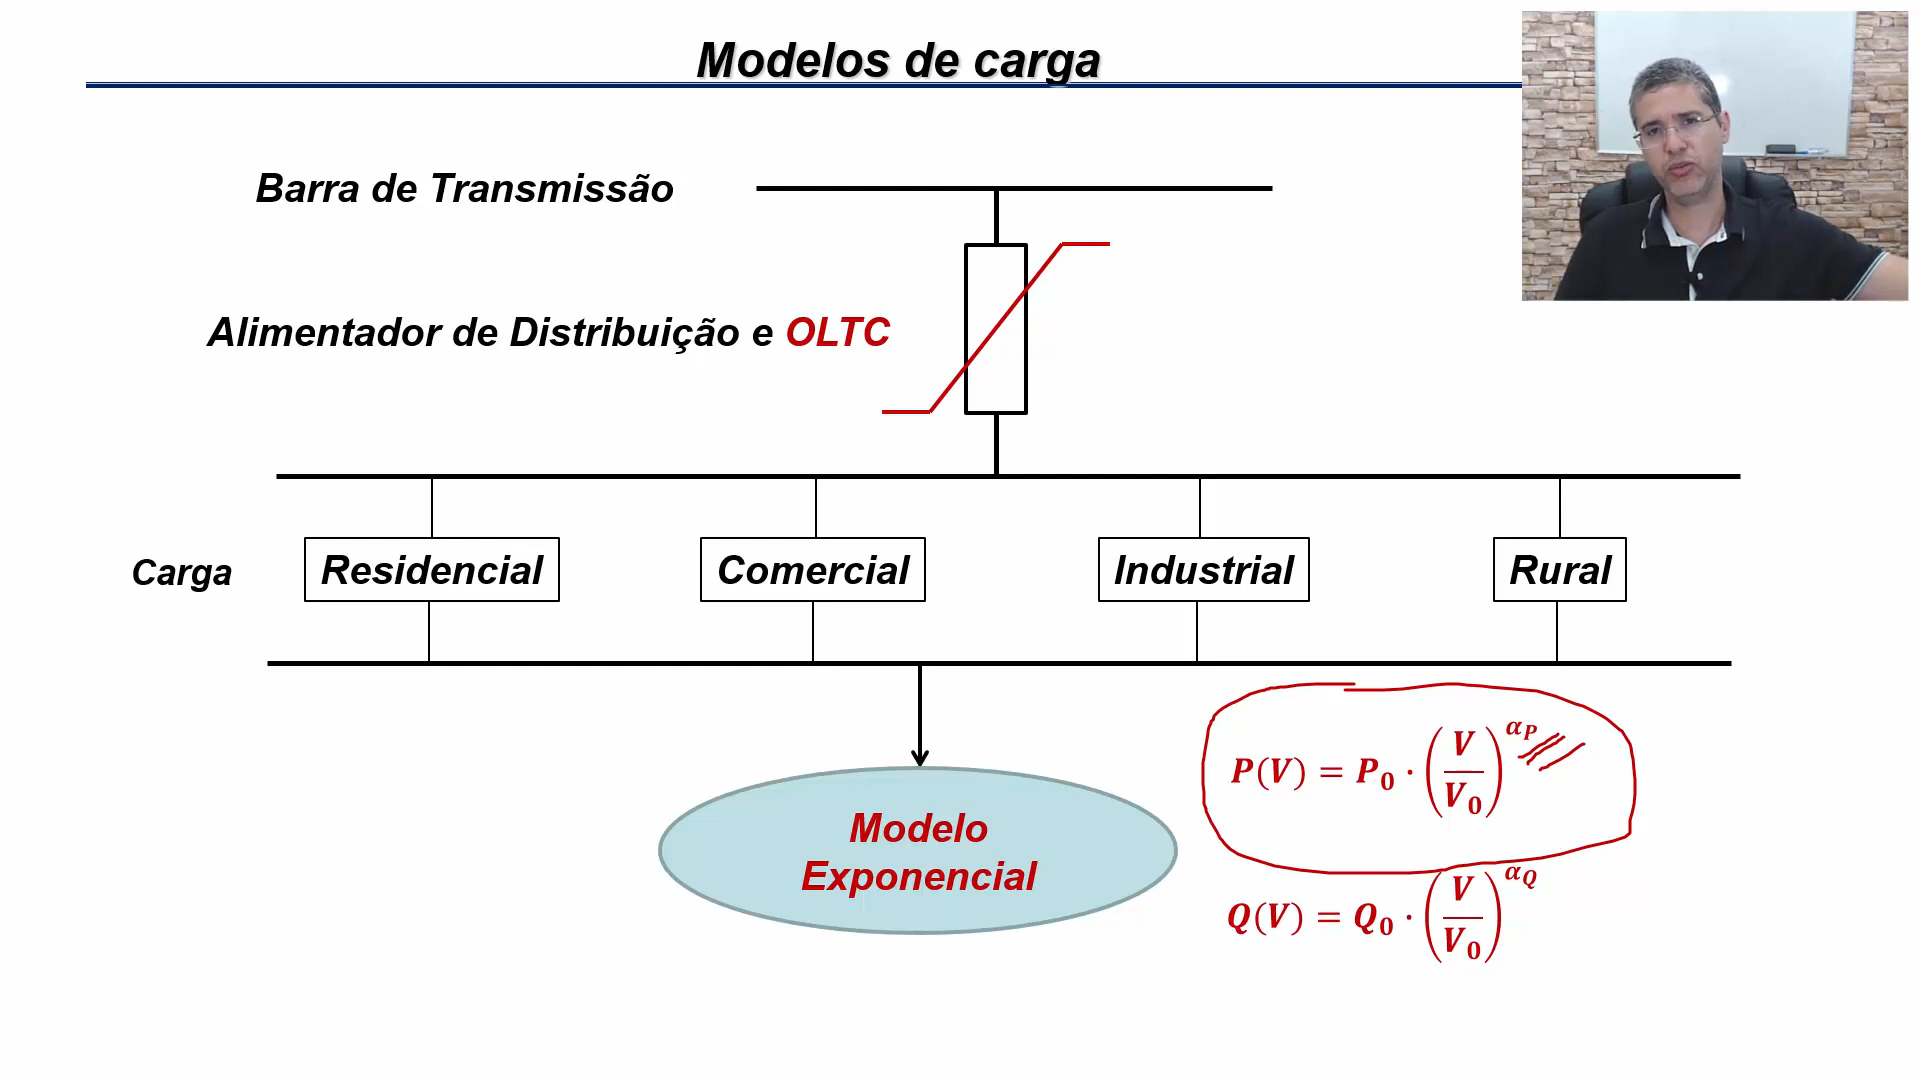 Modelos de carga
Barra de Transmissão
Alimentador de Distribuição e OLTC
Carga
Residencial
Comercial
Industrial
Rural
Modelo
Exponencial
P(V) = P₀ · (V/V₀)^αP
Q(V) = Q₀ · (V/V₀)^αQ